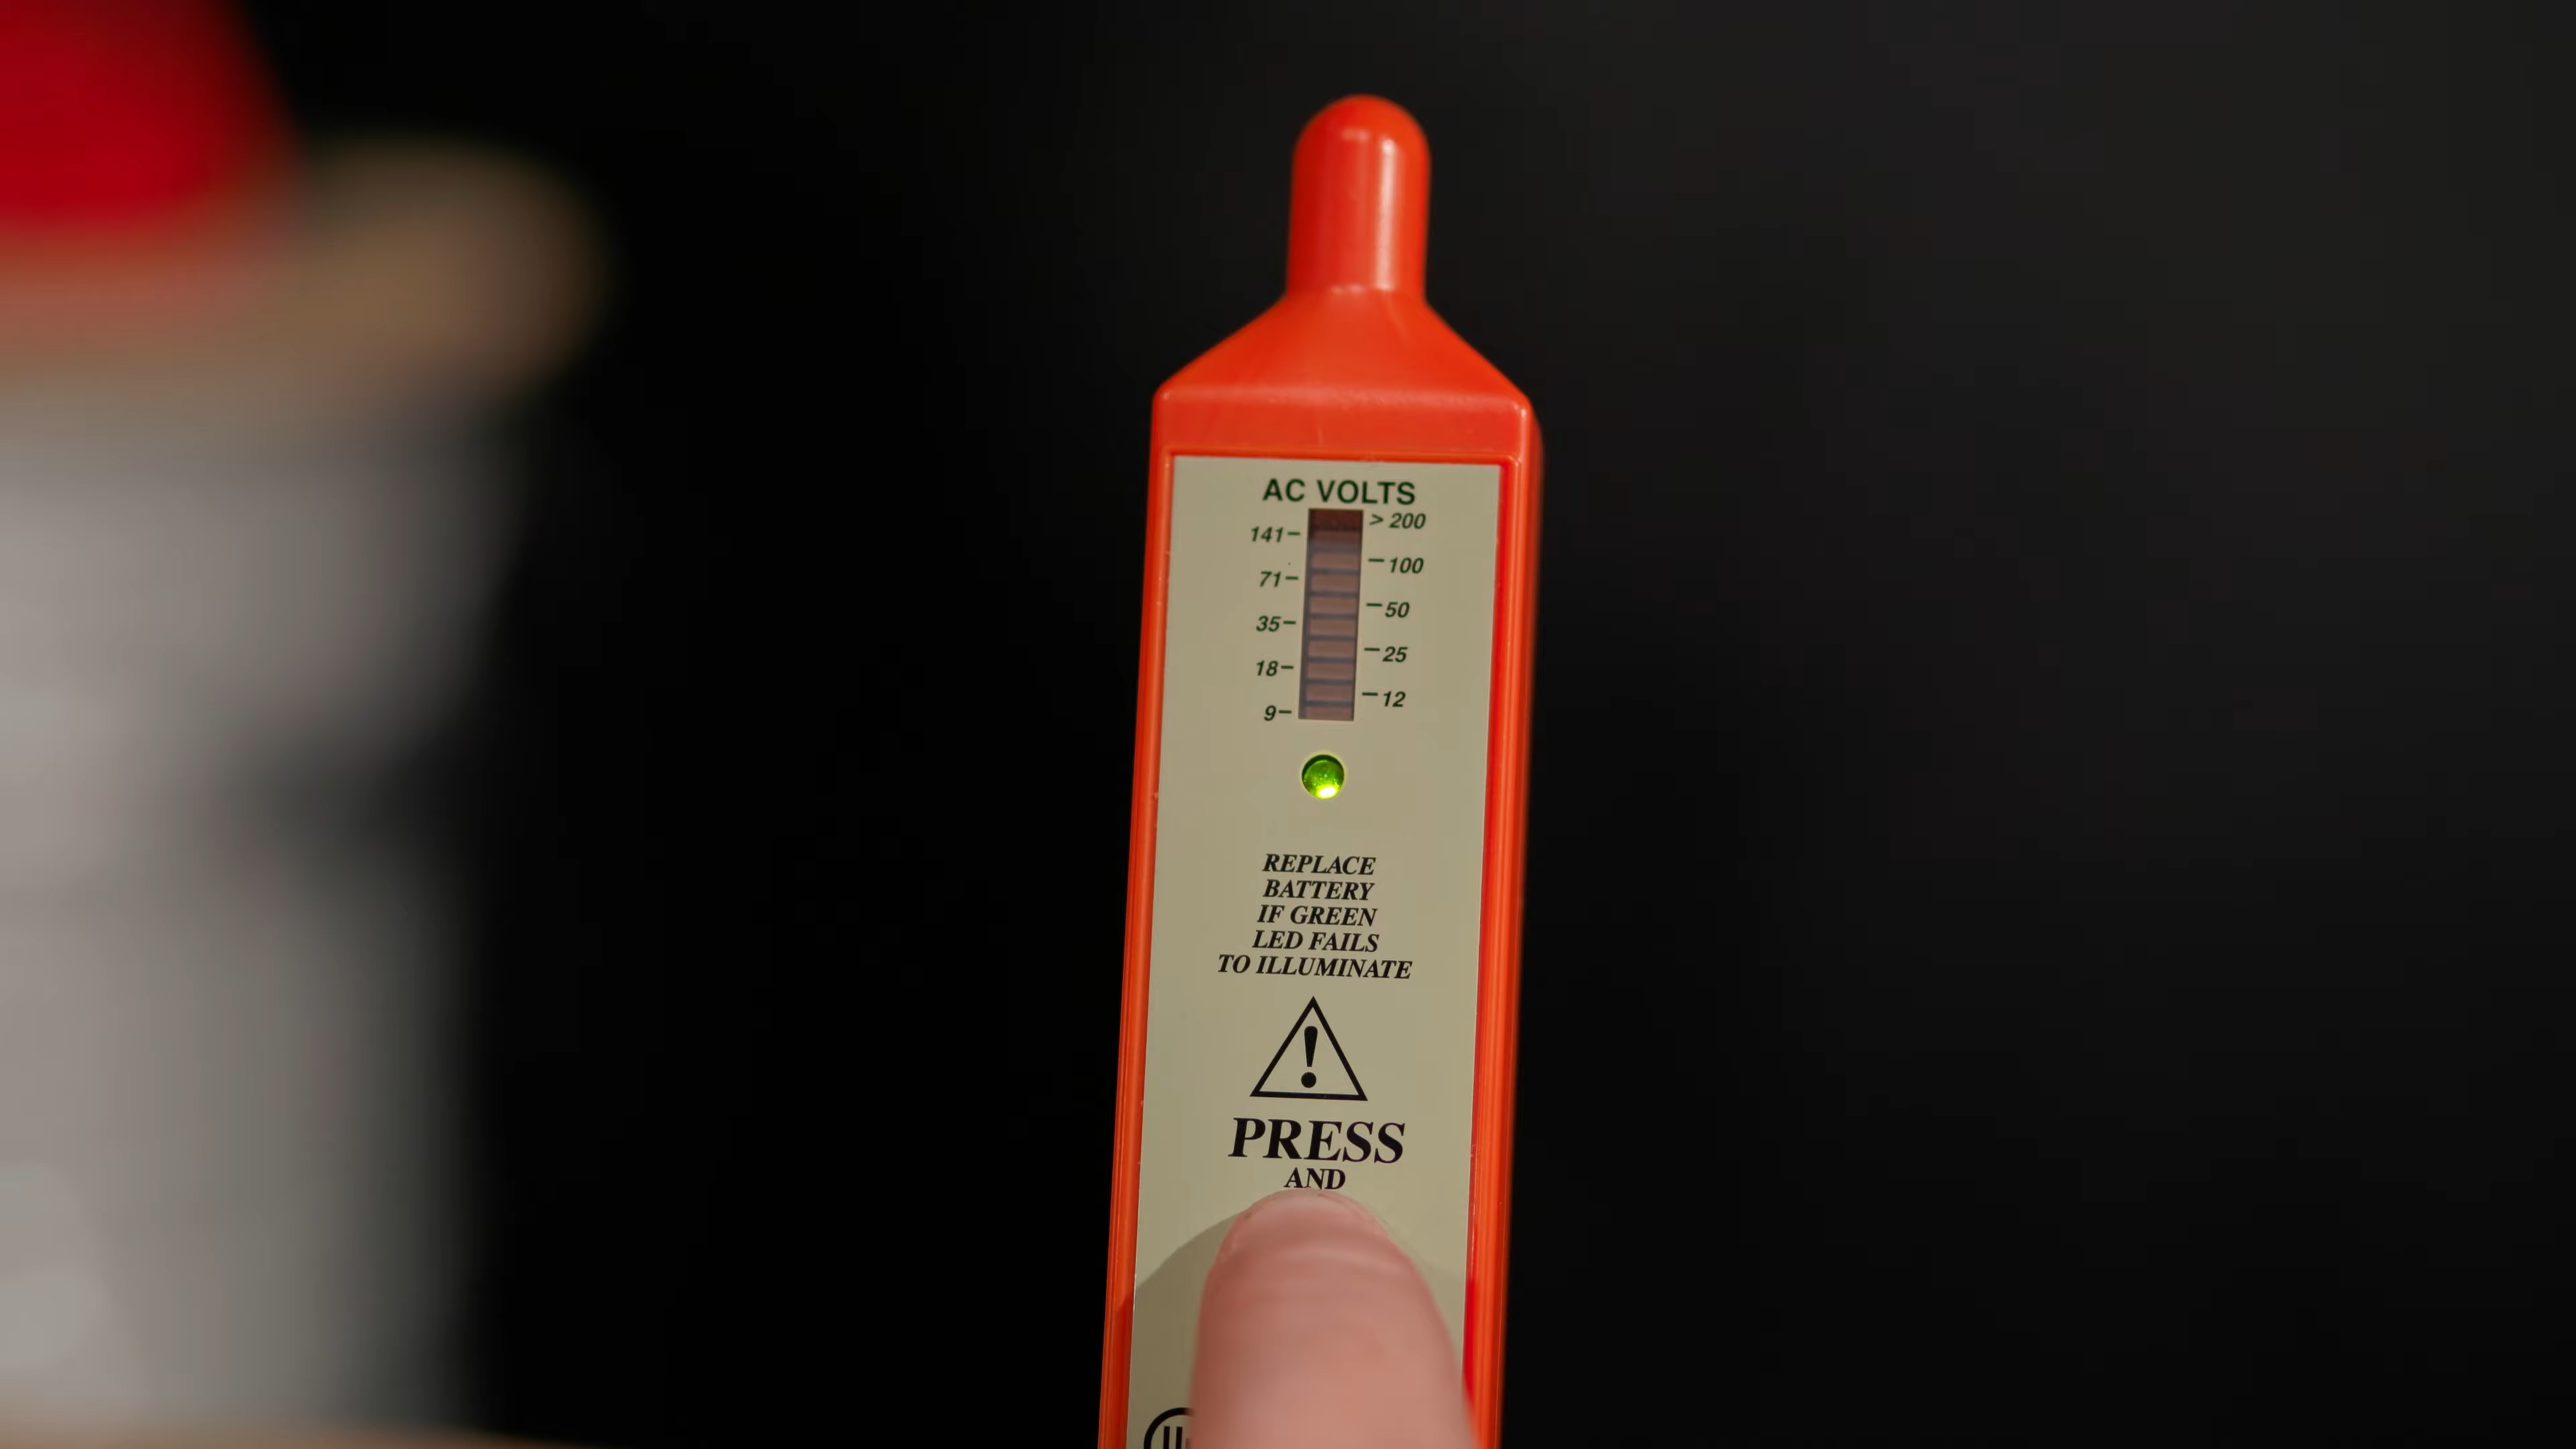 AC VOLTS
> 200
141
100
71
50
35
25
18
12
9
REPLACE
BATTERY
IF GREEN
LED FAILS
TO ILLUMINATE
!
PRESS
AND